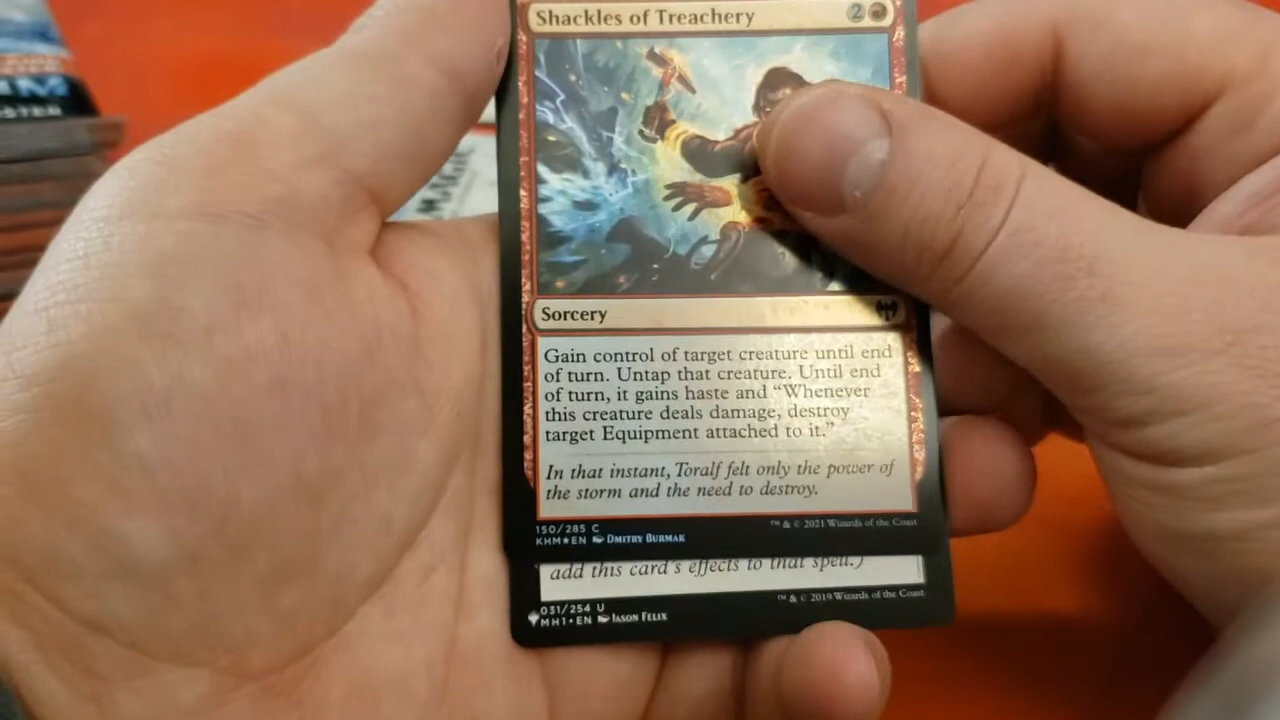 Shackles of Treachery 2
Sorcery
Gain control of target creature until end
of turn. Untap that creature. Until end
of turn, it gains haste and “Whenever
this creature deals damage, destroy
target Equipment attached to it.”
In that instant, Toralf felt only the power of
the storm and the need to destroy.
150/285 C
KHM★EN Dmitry Burmak
™ & © 2021 Wizards of the Coast
add this card's effects to that spell.)
031/254 U
MH1•EN Jason Felix
™ & © 2019 Wizards of the Coast
MAGIC